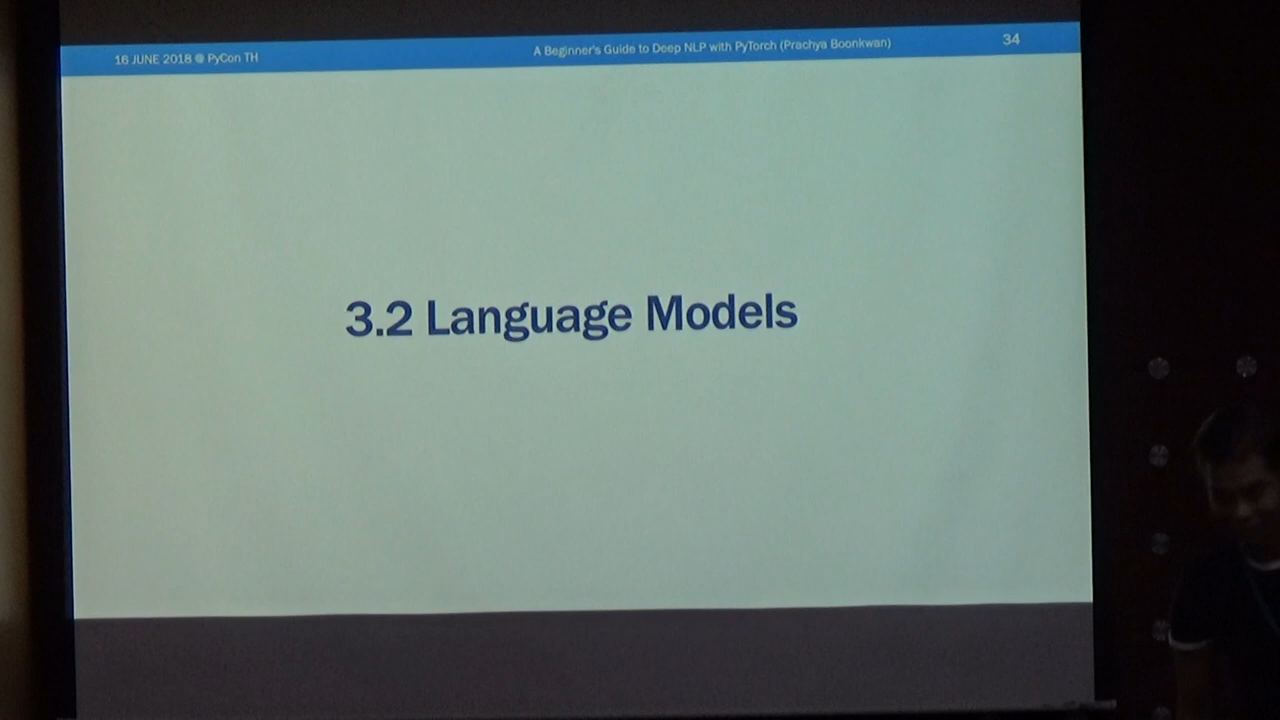 16 JUNE 2018 @ PyCon TH
A Beginner's Guide to Deep NLP with PyTorch (Prachya Boonkwan)
34
3.2 Language Models